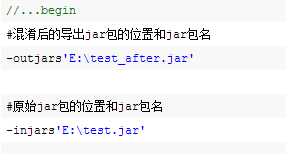 //...begin
#混淆后的导出jar包的位置和jar包名
-outjars'E:\test_after.jar'
#原始jar包的位置和jar包名
-injars'E:\test.jar'